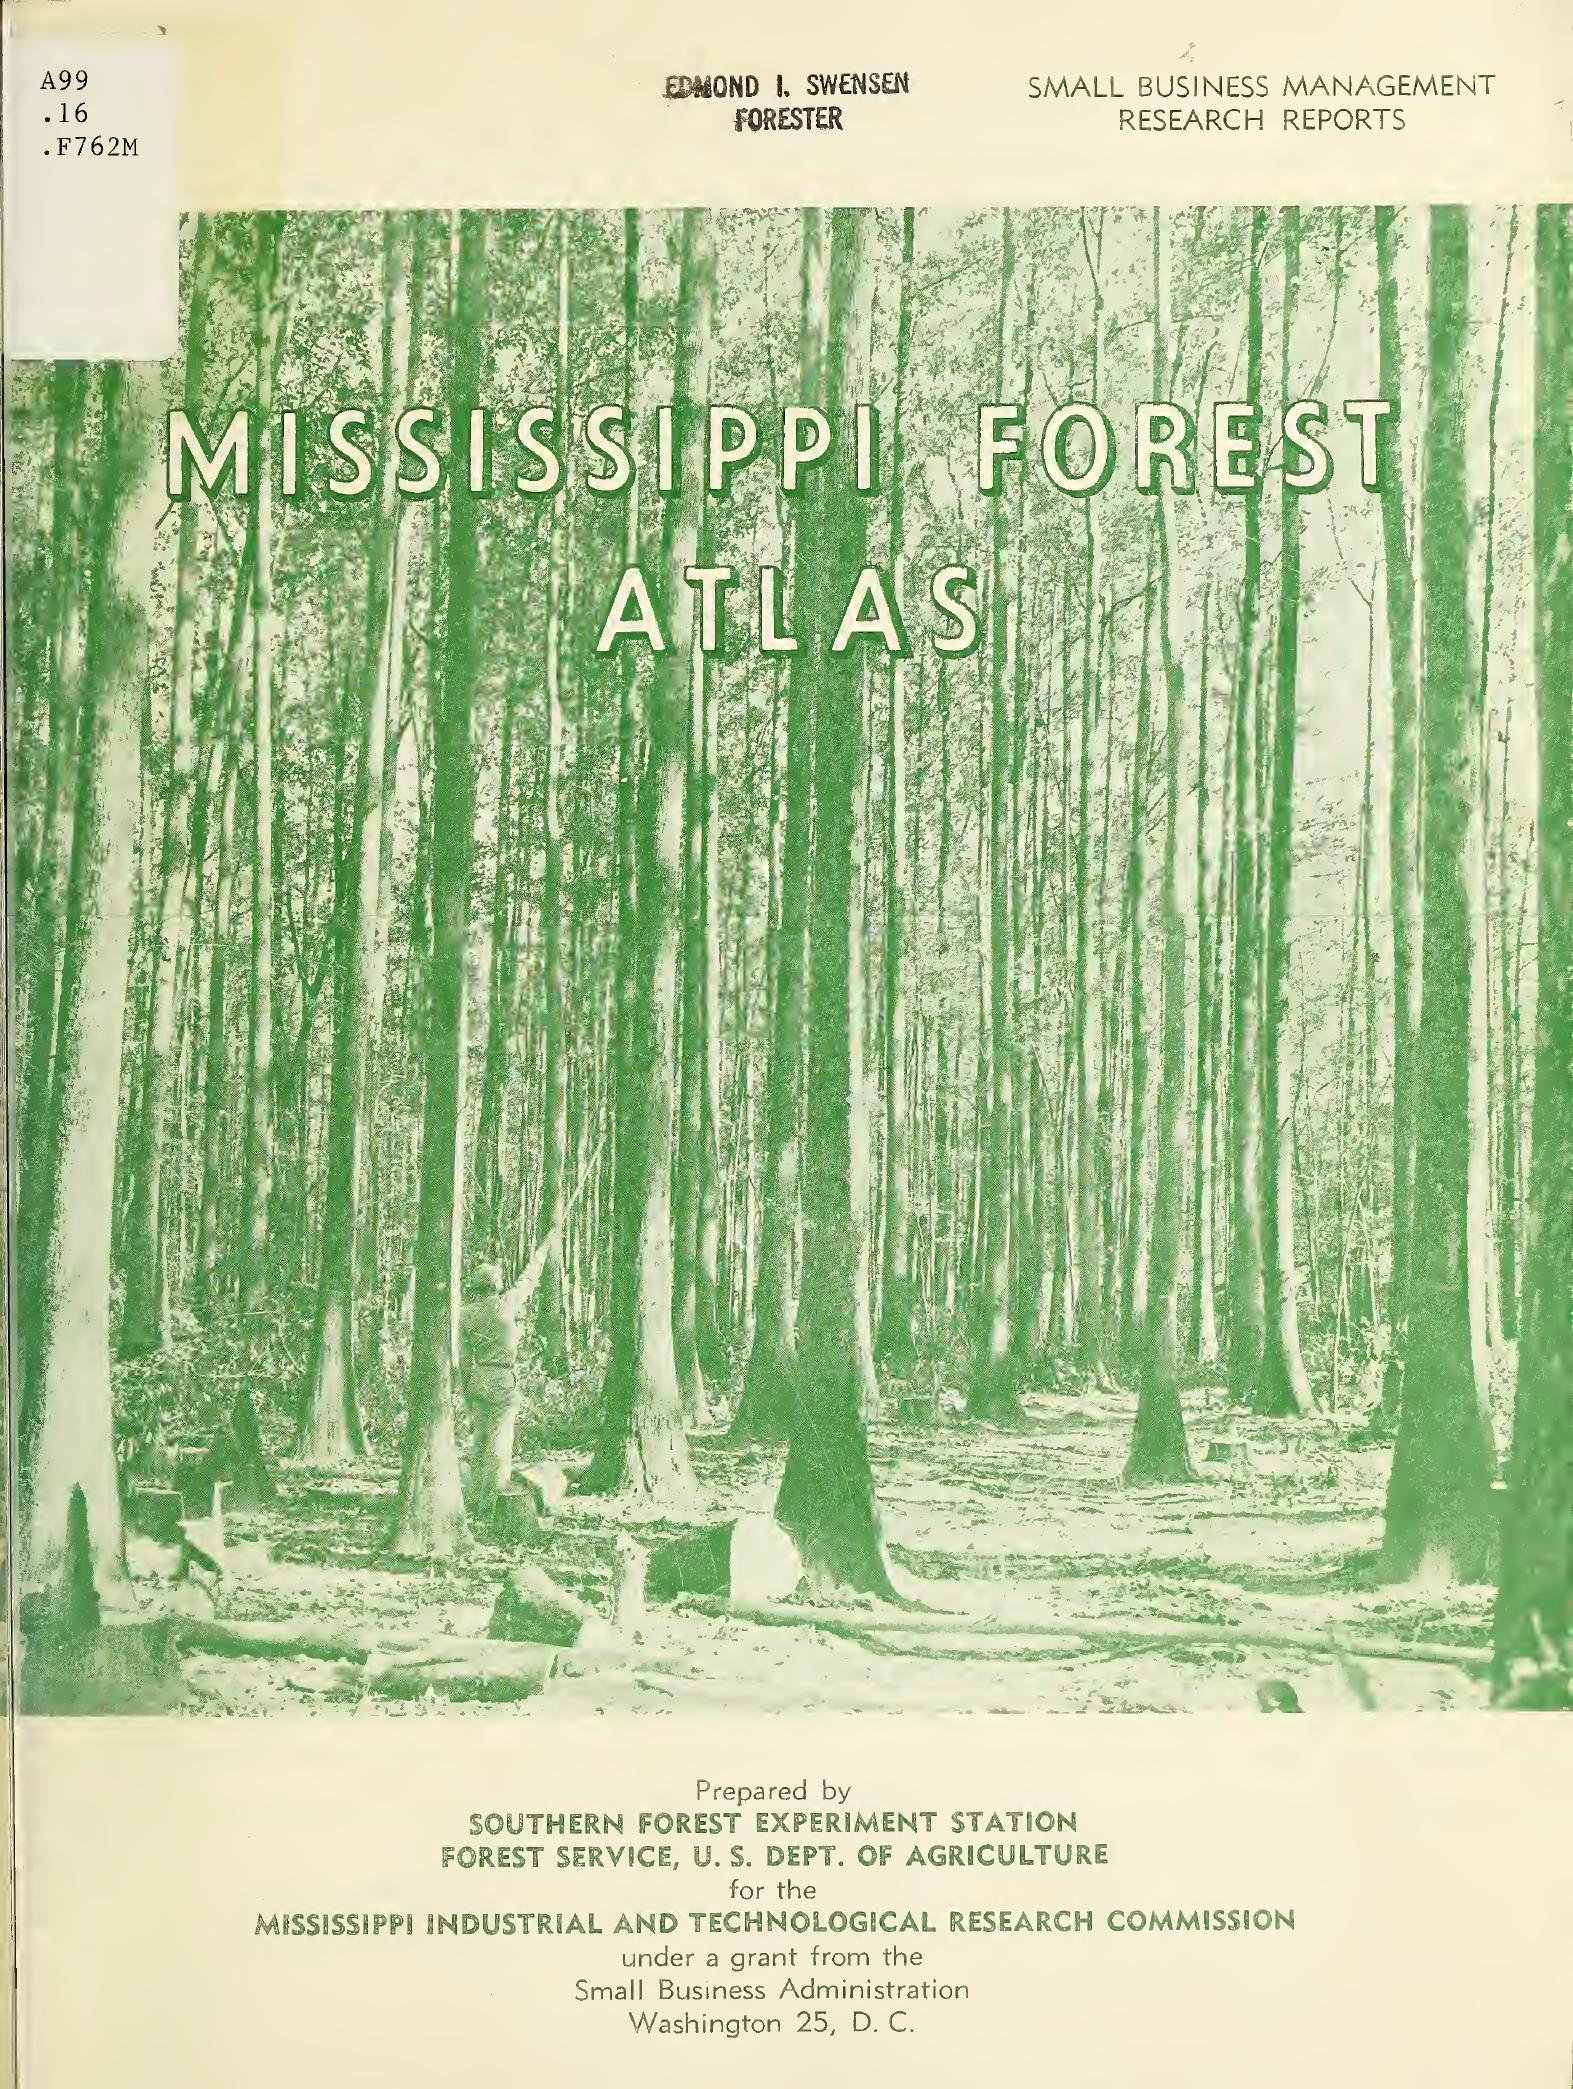 A99
.16
.F762M
EDMOND I. SWENSEN
FORESTER
SMALL BUSINESS MANAGEMENT
RESEARCH REPORTS
MISSISSIPPI FOREST
ATLAS
Prepared by
SOUTHERN FOREST EXPERIMENT STATION
FOREST SERVICE, U. S. DEPT. OF AGRICULTURE
for the
MISSISSIPPI INDUSTRIAL AND TECHNOLOGICAL RESEARCH COMMISSION
under a grant from the
Small Business Administration
Washington 25, D. C.